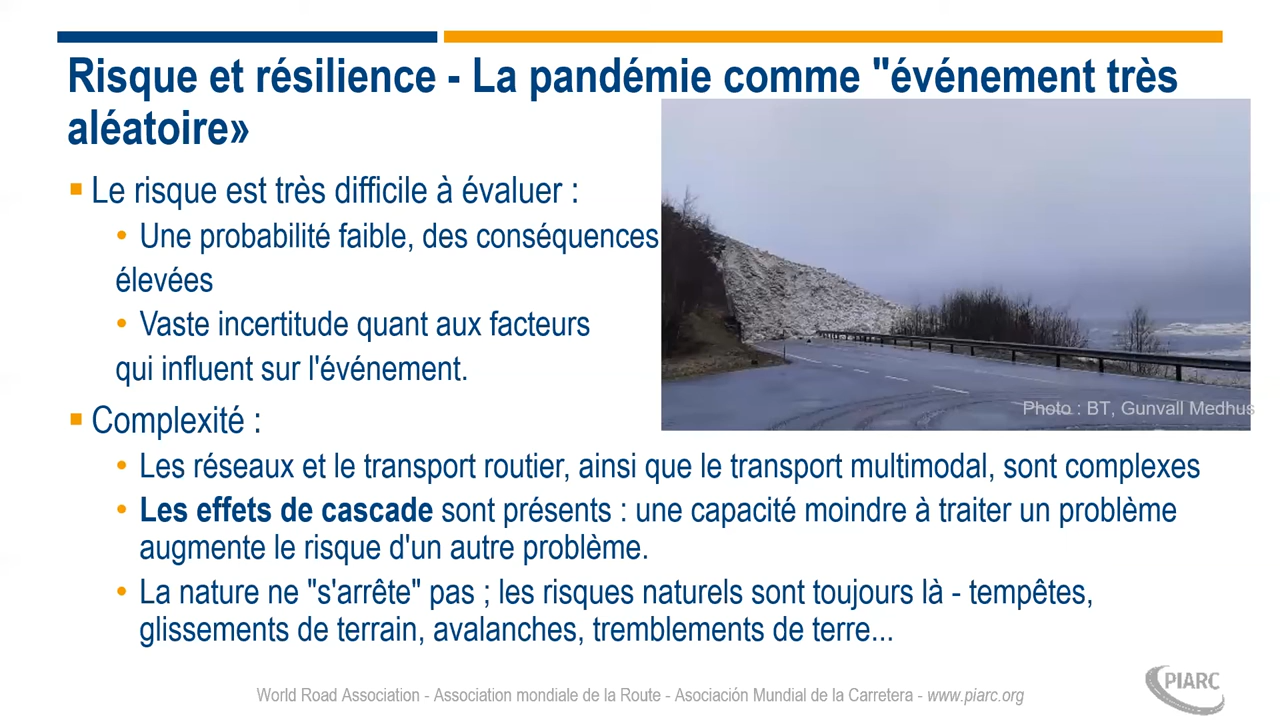 Risque et résilience - La pandémie comme "événement très
aléatoire»
▪ Le risque est très difficile à évaluer :
• Une probabilité faible, des conséquences
élevées
• Vaste incertitude quant aux facteurs
qui influent sur l'événement.
▪ Complexité :
• Les réseaux et le transport routier, ainsi que le transport multimodal, sont complexes
• Les effets de cascade sont présents : une capacité moindre à traiter un problème
augmente le risque d'un autre problème.
• La nature ne "s'arrête" pas ; les risques naturels sont toujours là - tempêtes,
glissements de terrain, avalanches, tremblements de terre...
Photo : BT, Gunvall Medhus
World Road Association - Association mondiale de la Route - Asociación Mundial de la Carretera - www.piarc.org
PIARC